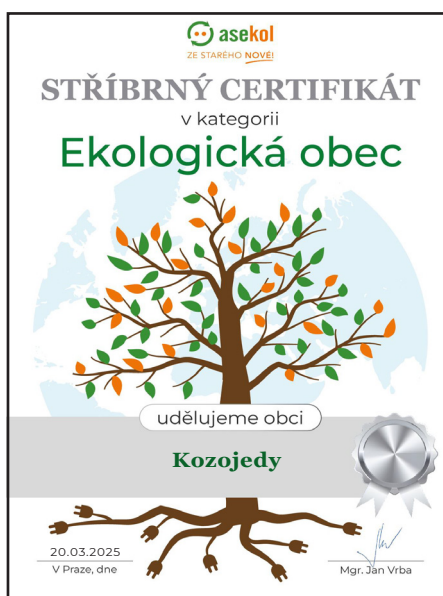 asekol
ZE STARÉHO NOVÉ!
STŘÍBRNÝ CERTIFIKÁT
v kategorii
Ekologická obec
udělujeme obci
Kozojedy
20.03.2025
V Praze, dne
Mgr. Jan Vrba